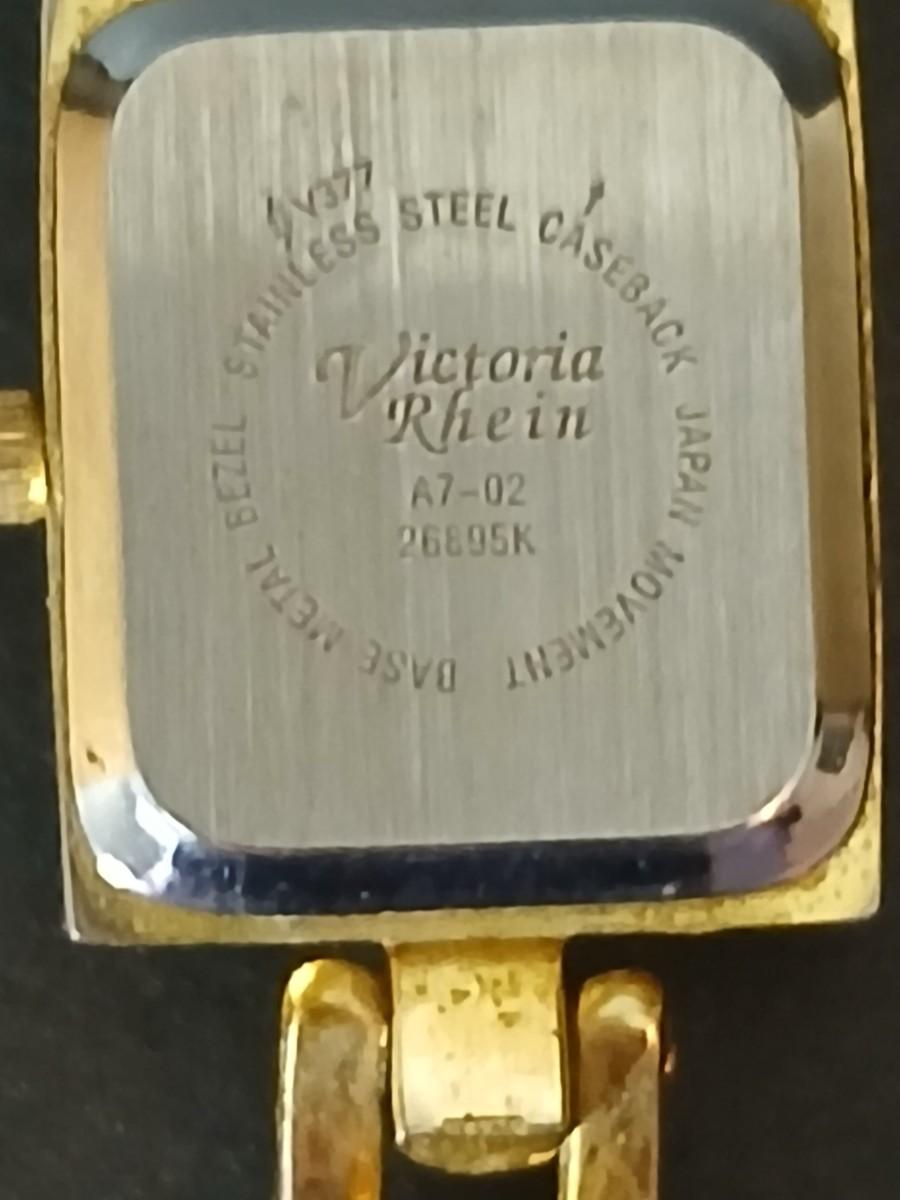 V377
BASE METAL BEZEL STAINLESS STEEL CASEBACK JAPAN MOVEMENT
Victoria
Rhein
A7-02
26895K